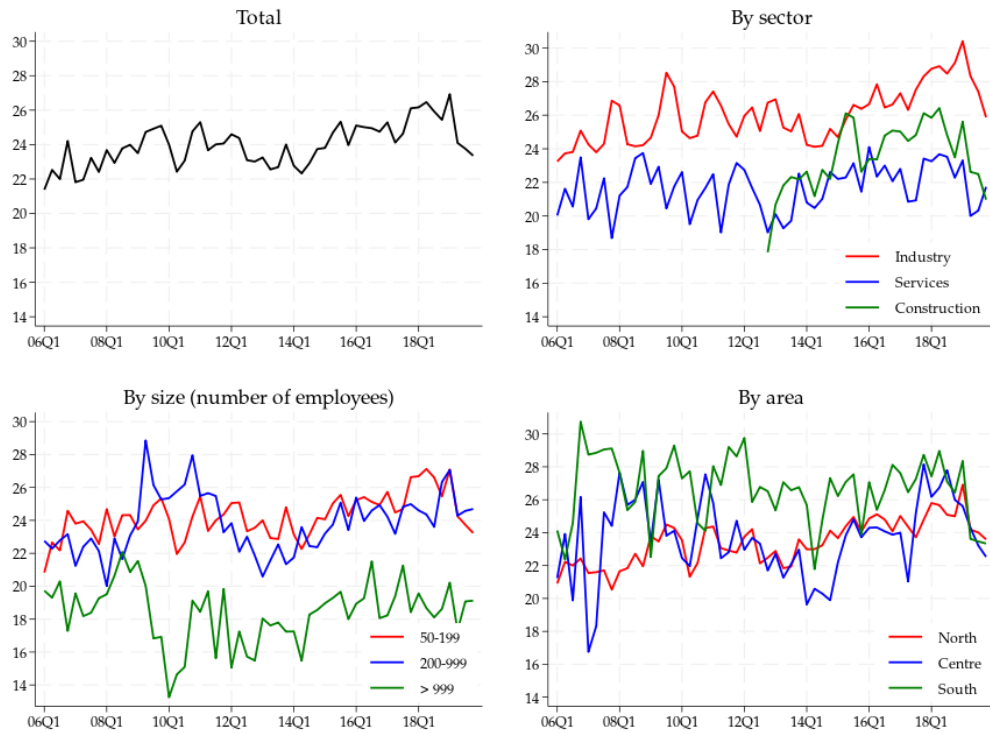 Total
30
28
26
24
22
20
18
16
14
06Q1 08Q1 10Q1 12Q1 14Q1 16Q1 18Q1
By sector
30
28
26
24
22
20
18
16
14
Industry
Services
Construction
06Q1 08Q1 10Q1 12Q1 14Q1 16Q1 18Q1
By size (number of employees)
30
28
26
24
22
20
18
16
14
50-199
200-999
> 999
06Q1 08Q1 10Q1 12Q1 14Q1 16Q1 18Q1
By area
30
28
26
24
22
20
18
16
14
North
Centre
South
06Q1 08Q1 10Q1 12Q1 14Q1 16Q1 18Q1